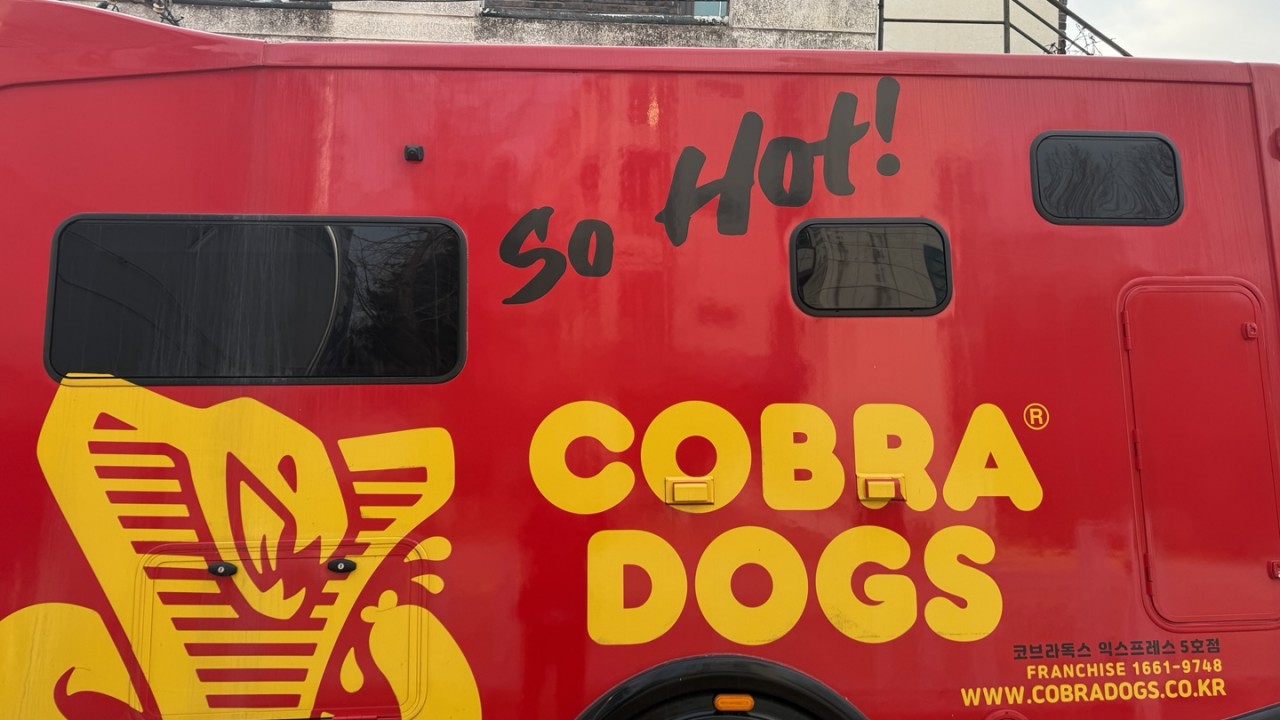 So Hot!
COBRA®
DOGS
코브라독스 익스프레스 5호점
FRANCHISE 1661-9748
WWW.COBRADOGS.CO.KR